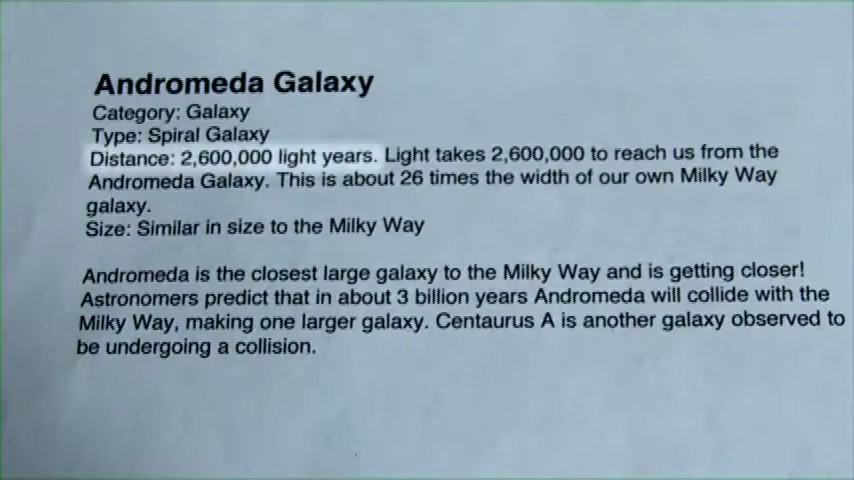 Andromeda Galaxy
Category: Galaxy
Type: Spiral Galaxy
Distance: 2,600,000 light years. Light takes 2,600,000 to reach us from the
Andromeda Galaxy. This is about 26 times the width of our own Milky Way
galaxy.
Size: Similar in size to the Milky Way
Andromeda is the closest large galaxy to the Milky Way and is getting closer!
Astronomers predict that in about 3 billion years Andromeda will collide with the
Milky Way, making one larger galaxy. Centaurus A is another galaxy observed to
be undergoing a collision.